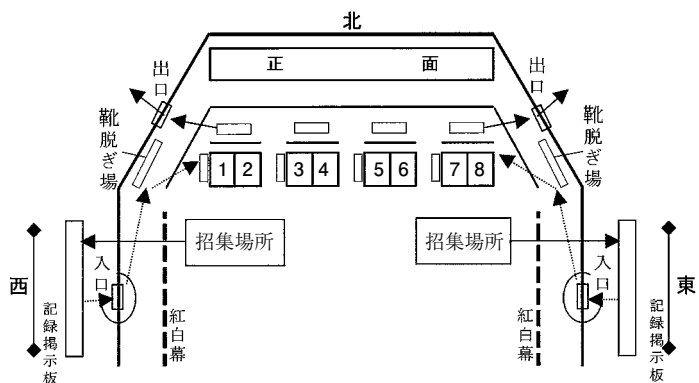 北
正 面
出口
出口
靴脱ぎ場
靴脱ぎ場
1 2 3 4 5 6 7 8
招集場所
招集場所
入口
入口
西
東
記録掲示板
記録掲示板
紅白幕
紅白幕